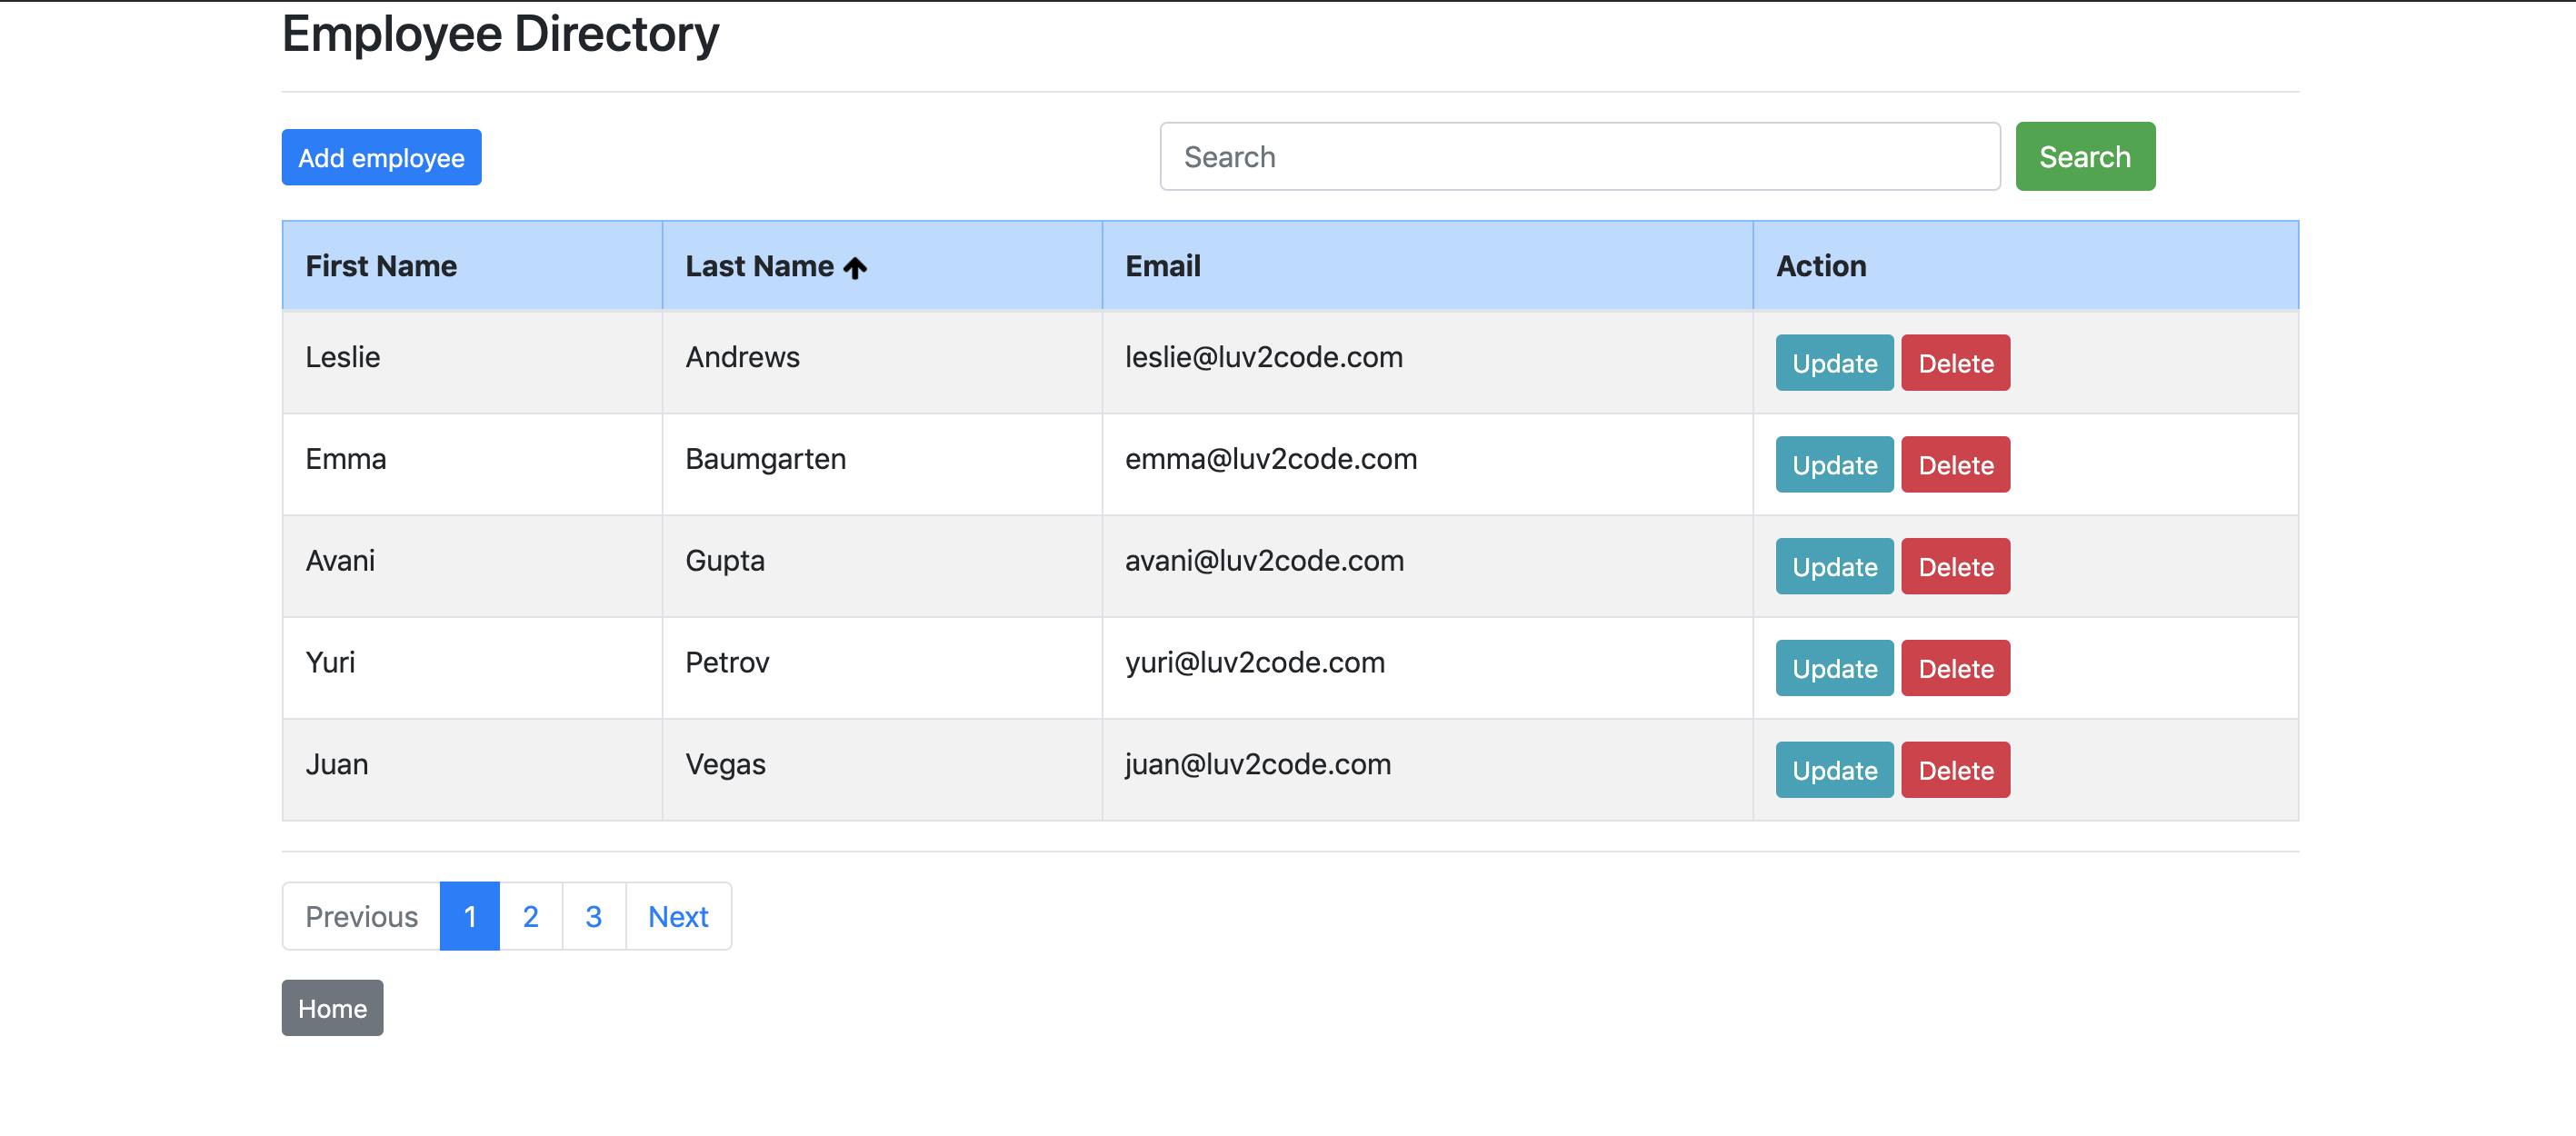 Employee Directory
Add employee
Search Search
First Name Last Name Email Action
Leslie Andrews leslie@luv2code.com Update Delete
Emma Baumgarten emma@luv2code.com Update Delete
Avani Gupta avani@luv2code.com Update Delete
Yuri Petrov yuri@luv2code.com Update Delete
Juan Vegas juan@luv2code.com Update Delete
Previous 1 2 3 Next
Home